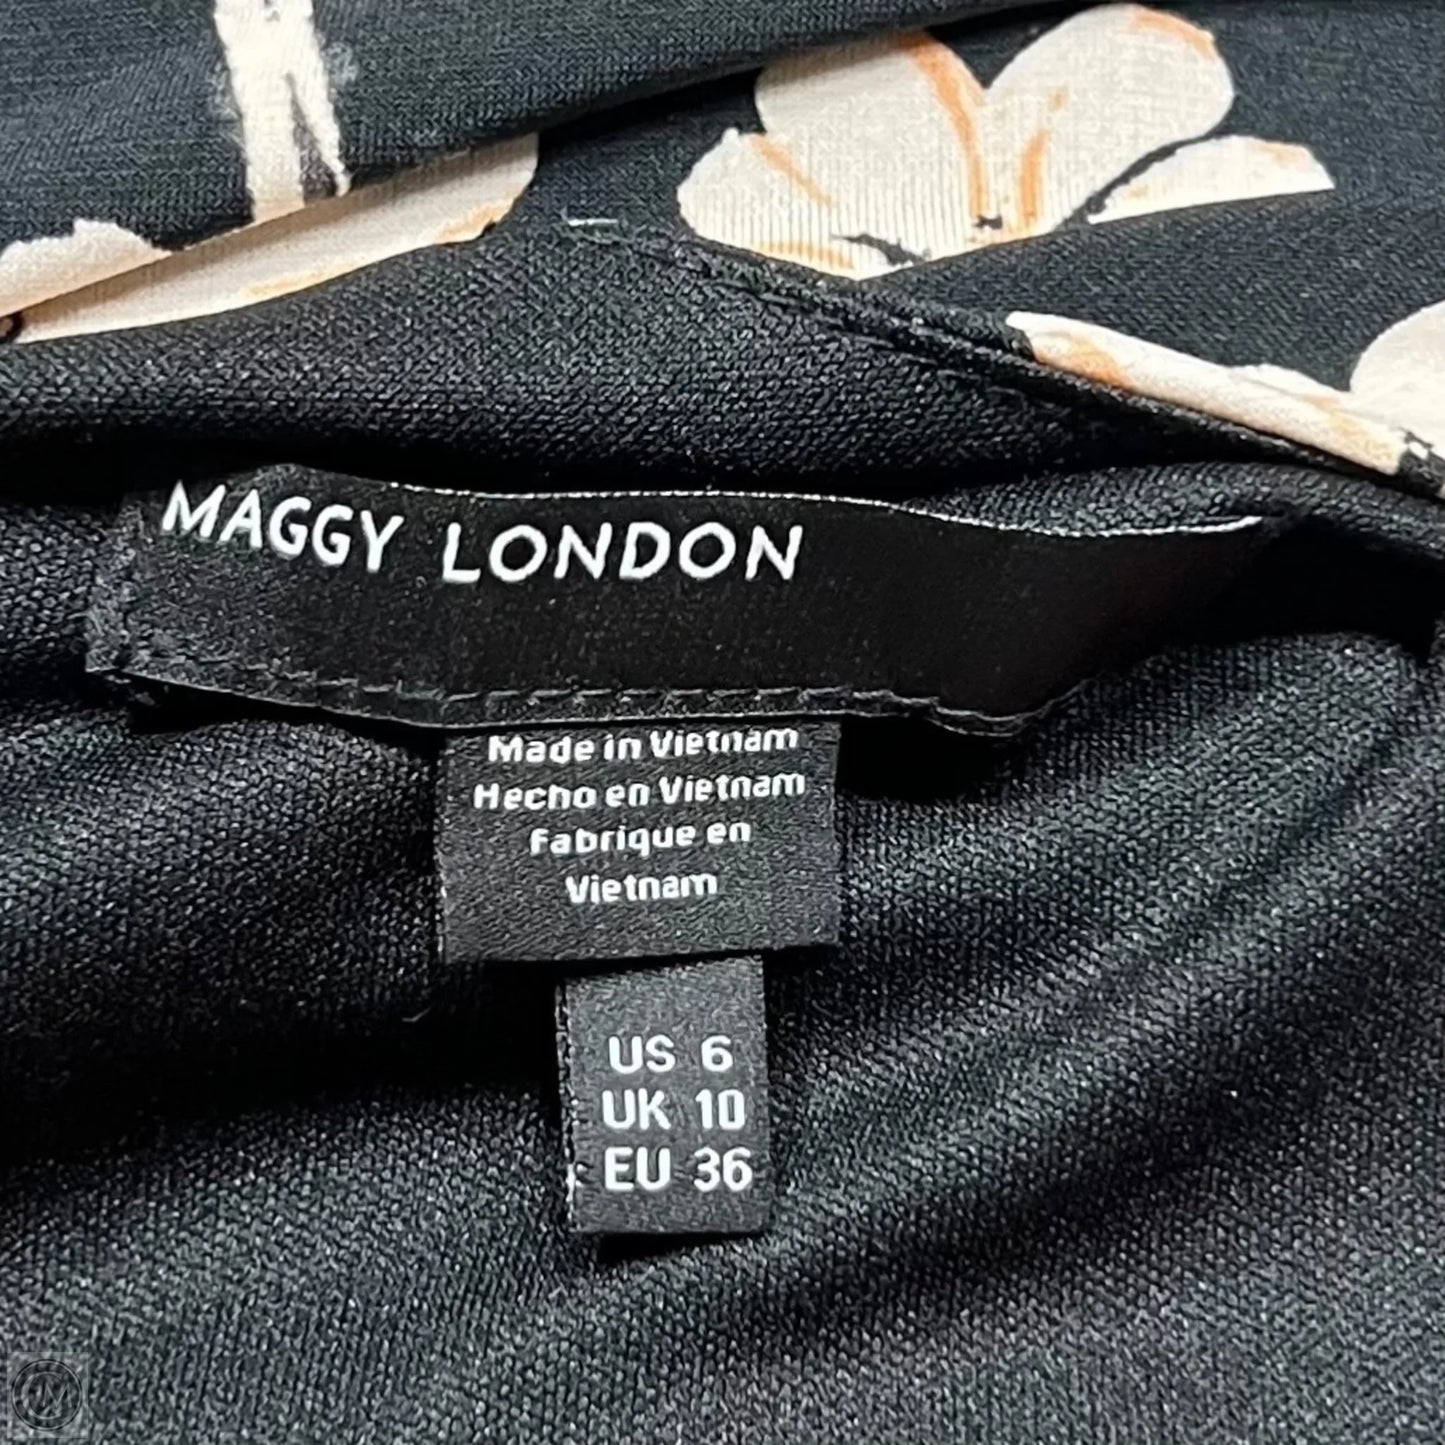 MAGGY LONDON
Made in Vietnam
Hecho en Vietnam
Fabrique en
Vietnam
US 6
UK 10
EU 36